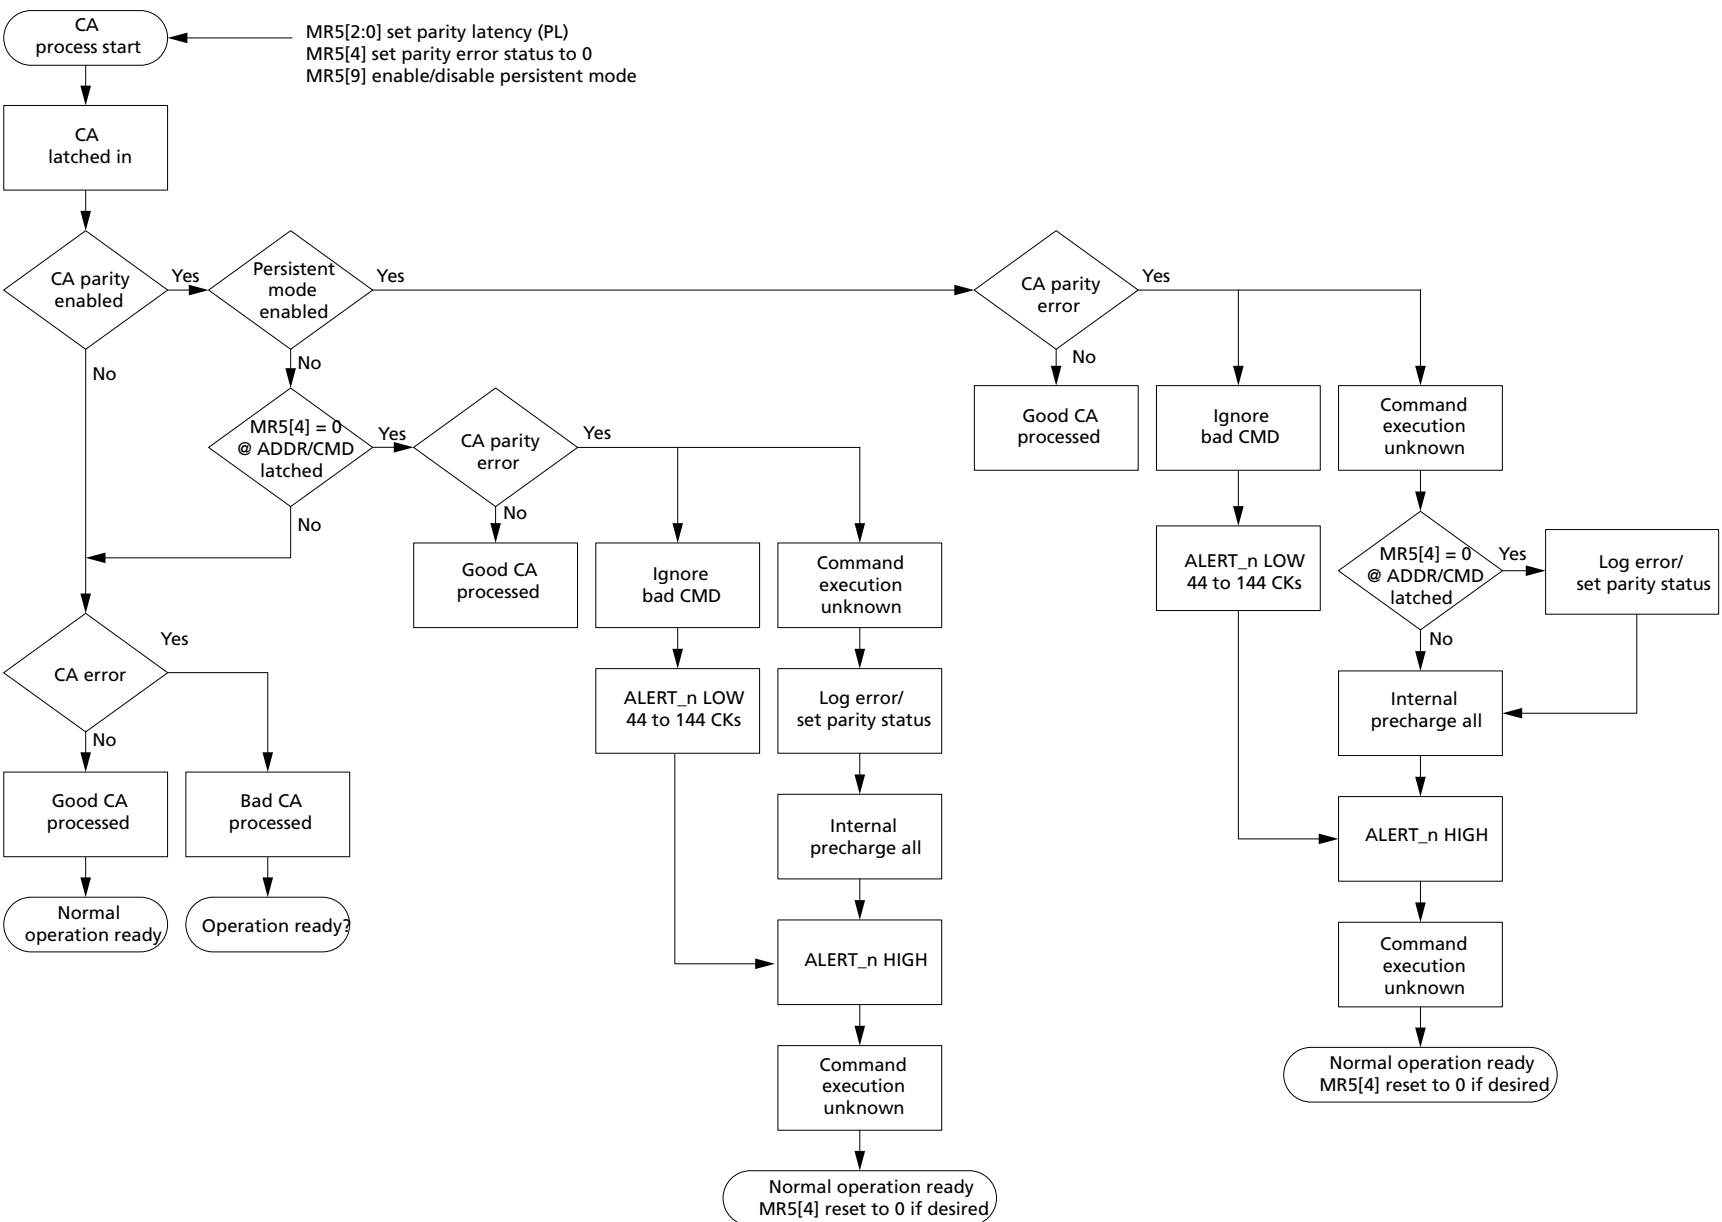 CA
process start
MR5[2:0] set parity latency (PL)
MR5[4] set parity error status to 0
MR5[9] enable/disable persistent mode
CA
latched in
CA parity
enabled
Yes
No
Persistent
mode
enabled
Yes
No
CA parity
error
Yes
No
Good CA
processed
Ignore
bad CMD
Command
execution
unknown
MR5[4] = 0
@ ADDR/CMD
latched
Yes
No
CA parity
error
Yes
No
Good CA
processed
Ignore
bad CMD
Command
execution
unknown
ALERT_n LOW
44 to 144 CKs
MR5[4] = 0
@ ADDR/CMD
latched
Yes
No
Log error/
set parity status
CA error
Yes
No
ALERT_n LOW
44 to 144 CKs
Log error/
set parity status
Internal
precharge all
Good CA
processed
Bad CA
processed
Internal
precharge all
ALERT_n HIGH
Normal
operation ready
Operation ready?
ALERT_n HIGH
Command
execution
unknown
Command
execution
unknown
Normal operation ready
MR5[4] reset to 0 if desired
Normal operation ready
MR5[4] reset to 0 if desired